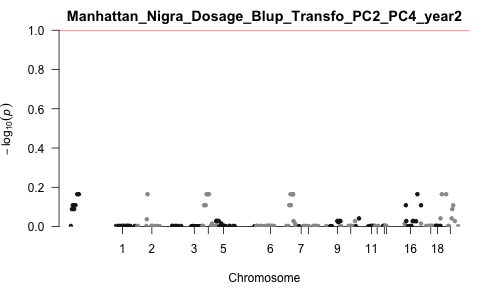 Manhattan_Nigra_Dosage_Blup_Transfo_PC2_PC4_year2
1.0
0.8
0.6
0.4
0.2
0.0
− log10(p)
1 2 3 5 6 7 9 11 16 18
Chromosome